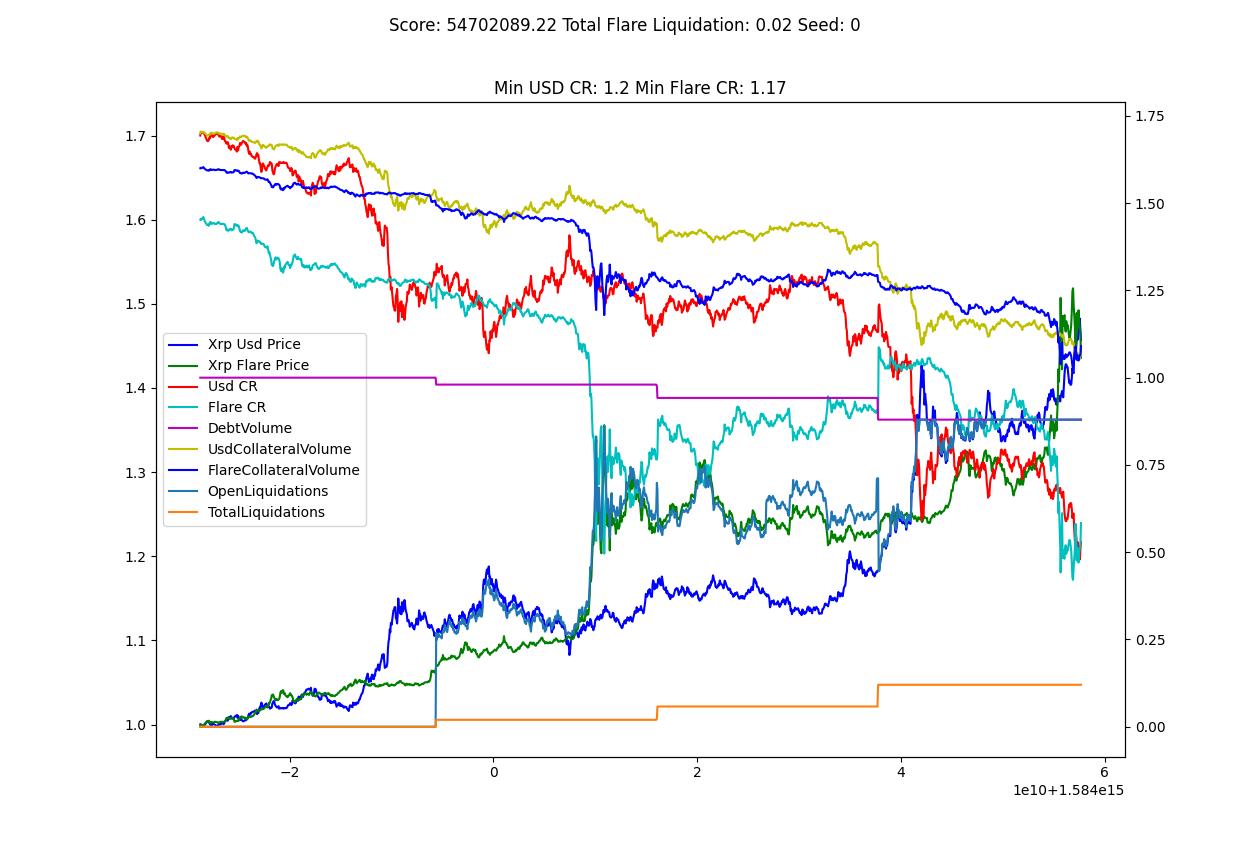 Score: 54702089.22 Total Flare Liquidation: 0.02 Seed: 0
Min USD CR: 1.2 Min Flare CR: 1.17
1.7
1.6
1.5
1.4
1.3
1.2
1.1
1.0
1.75
1.50
1.25
1.00
0.75
0.50
0.25
0.00
Xrp Usd Price
Xrp Flare Price
Usd CR
Flare CR
DebtVolume
UsdCollateralVolume
FlareCollateralVolume
OpenLiquidations
TotalLiquidations
−2 0 2 4 6
1e10+1.584e15